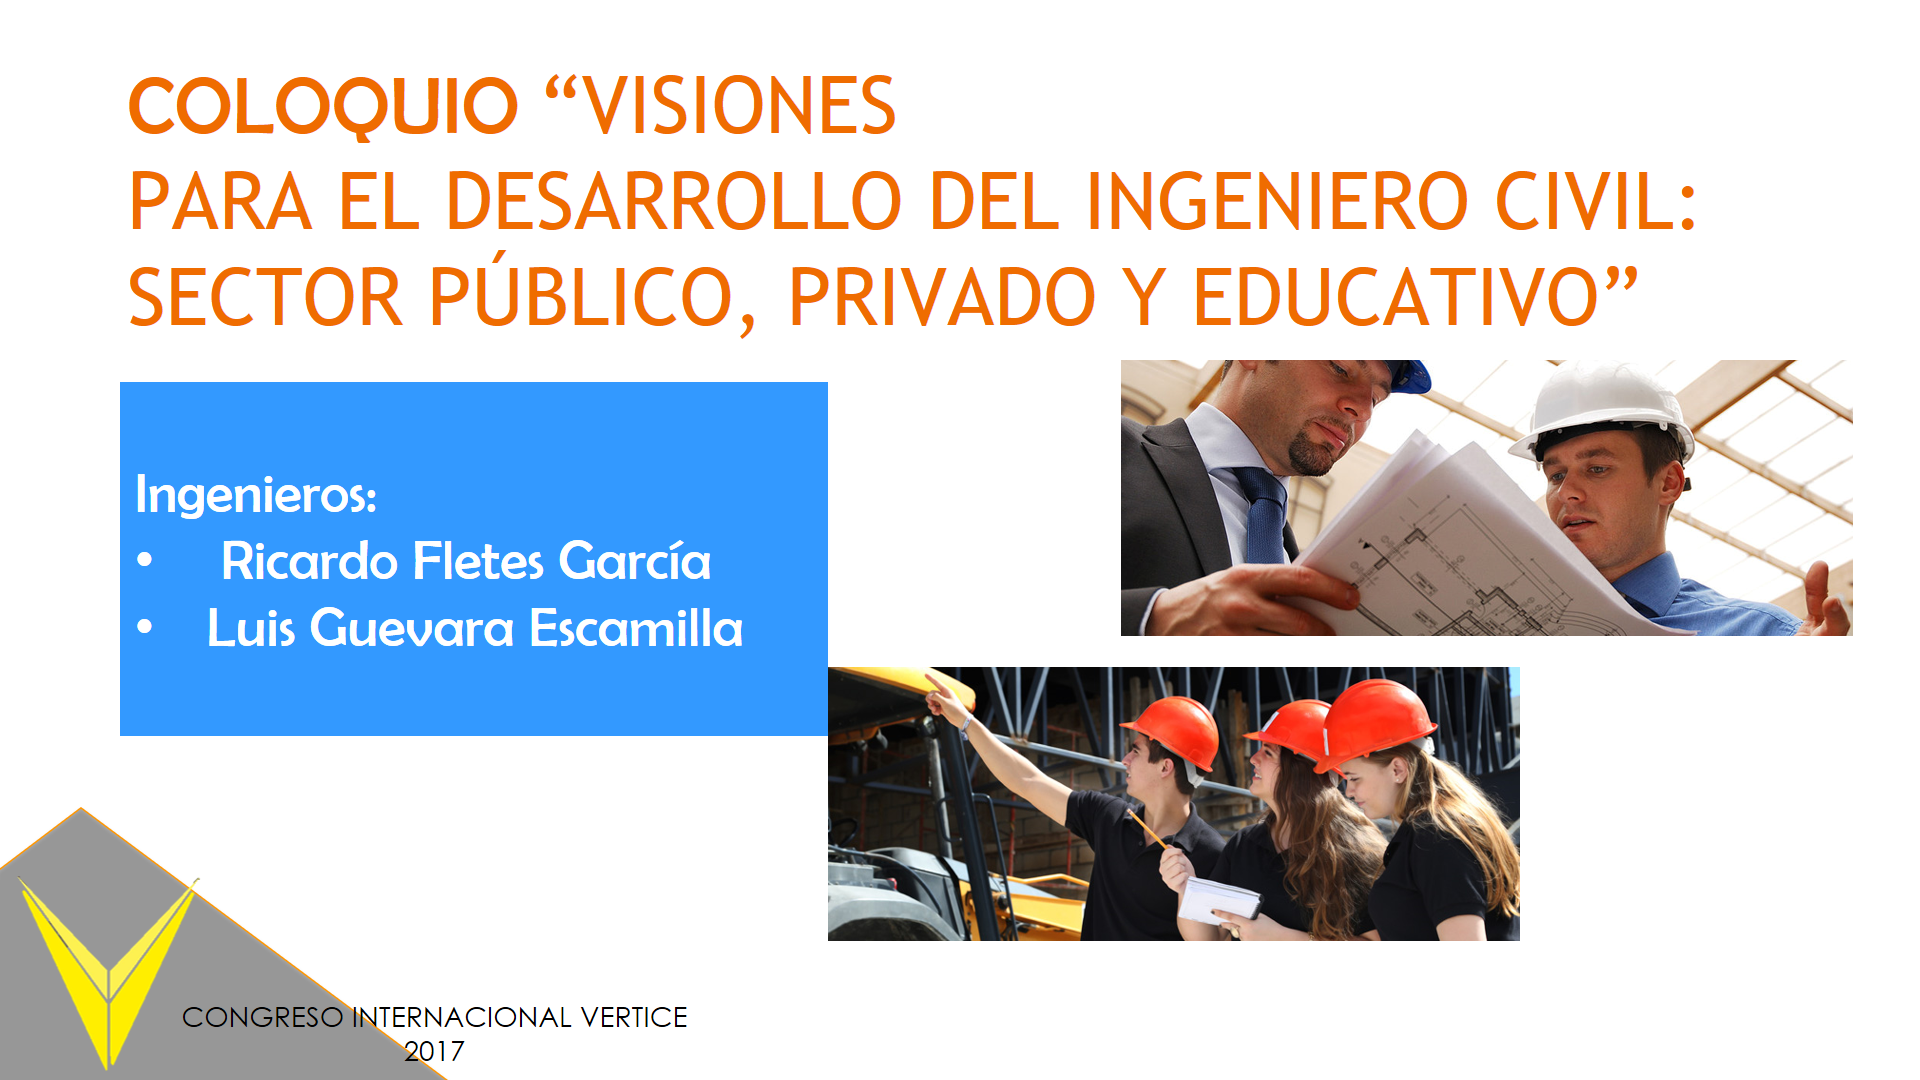 COLOQUIO “VISIONES
PARA EL DESARROLLO DEL INGENIERO CIVIL:
SECTOR PÚBLICO, PRIVADO Y EDUCATIVO”
Ingenieros:
• Ricardo Fletes García
• Luis Guevara Escamilla
CONGRESO INTERNACIONAL VERTICE
2017